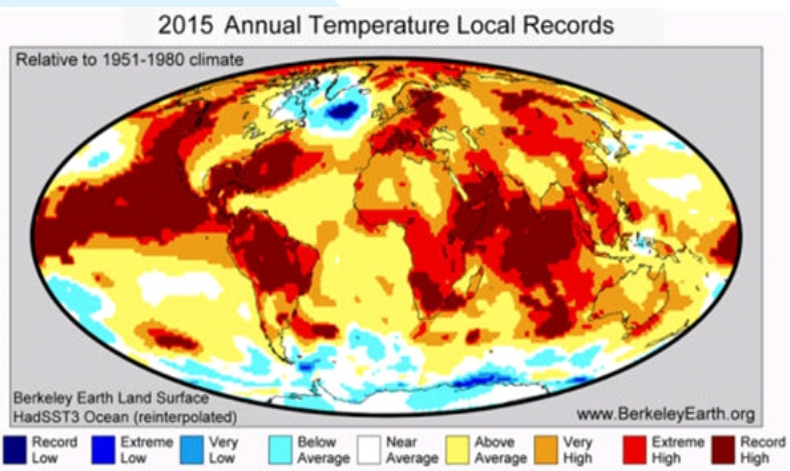 2015 Annual Temperature Local Records
Relative to 1951-1980 climate
Berkeley Earth Land Surface
HadSST3 Ocean (reinterpolated)
www.BerkeleyEarth.org
Record Low
Extreme Low
Very Low
Below Average
Near Average
Above Average
Very High
Extreme High
Record High